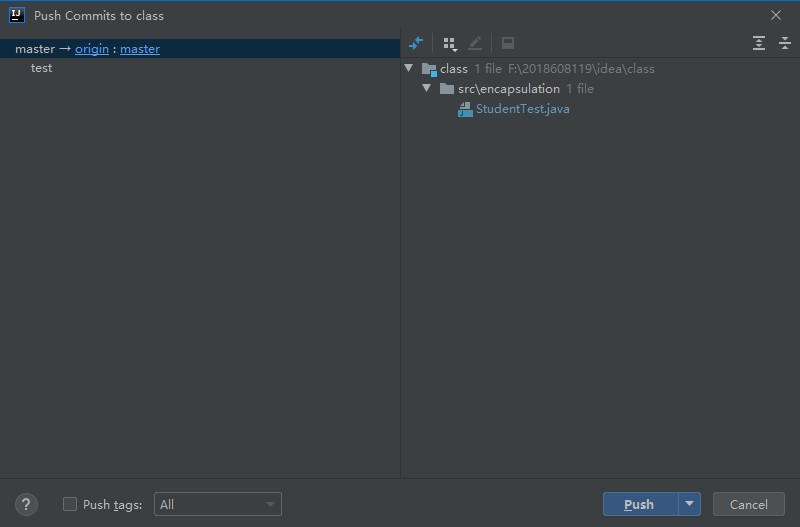 Push Commits to class
master → origin : master
test
class 1 file F:\2018608119\idea\class
src\encapsulation 1 file
StudentTest.java
? Push tags: All Push Cancel